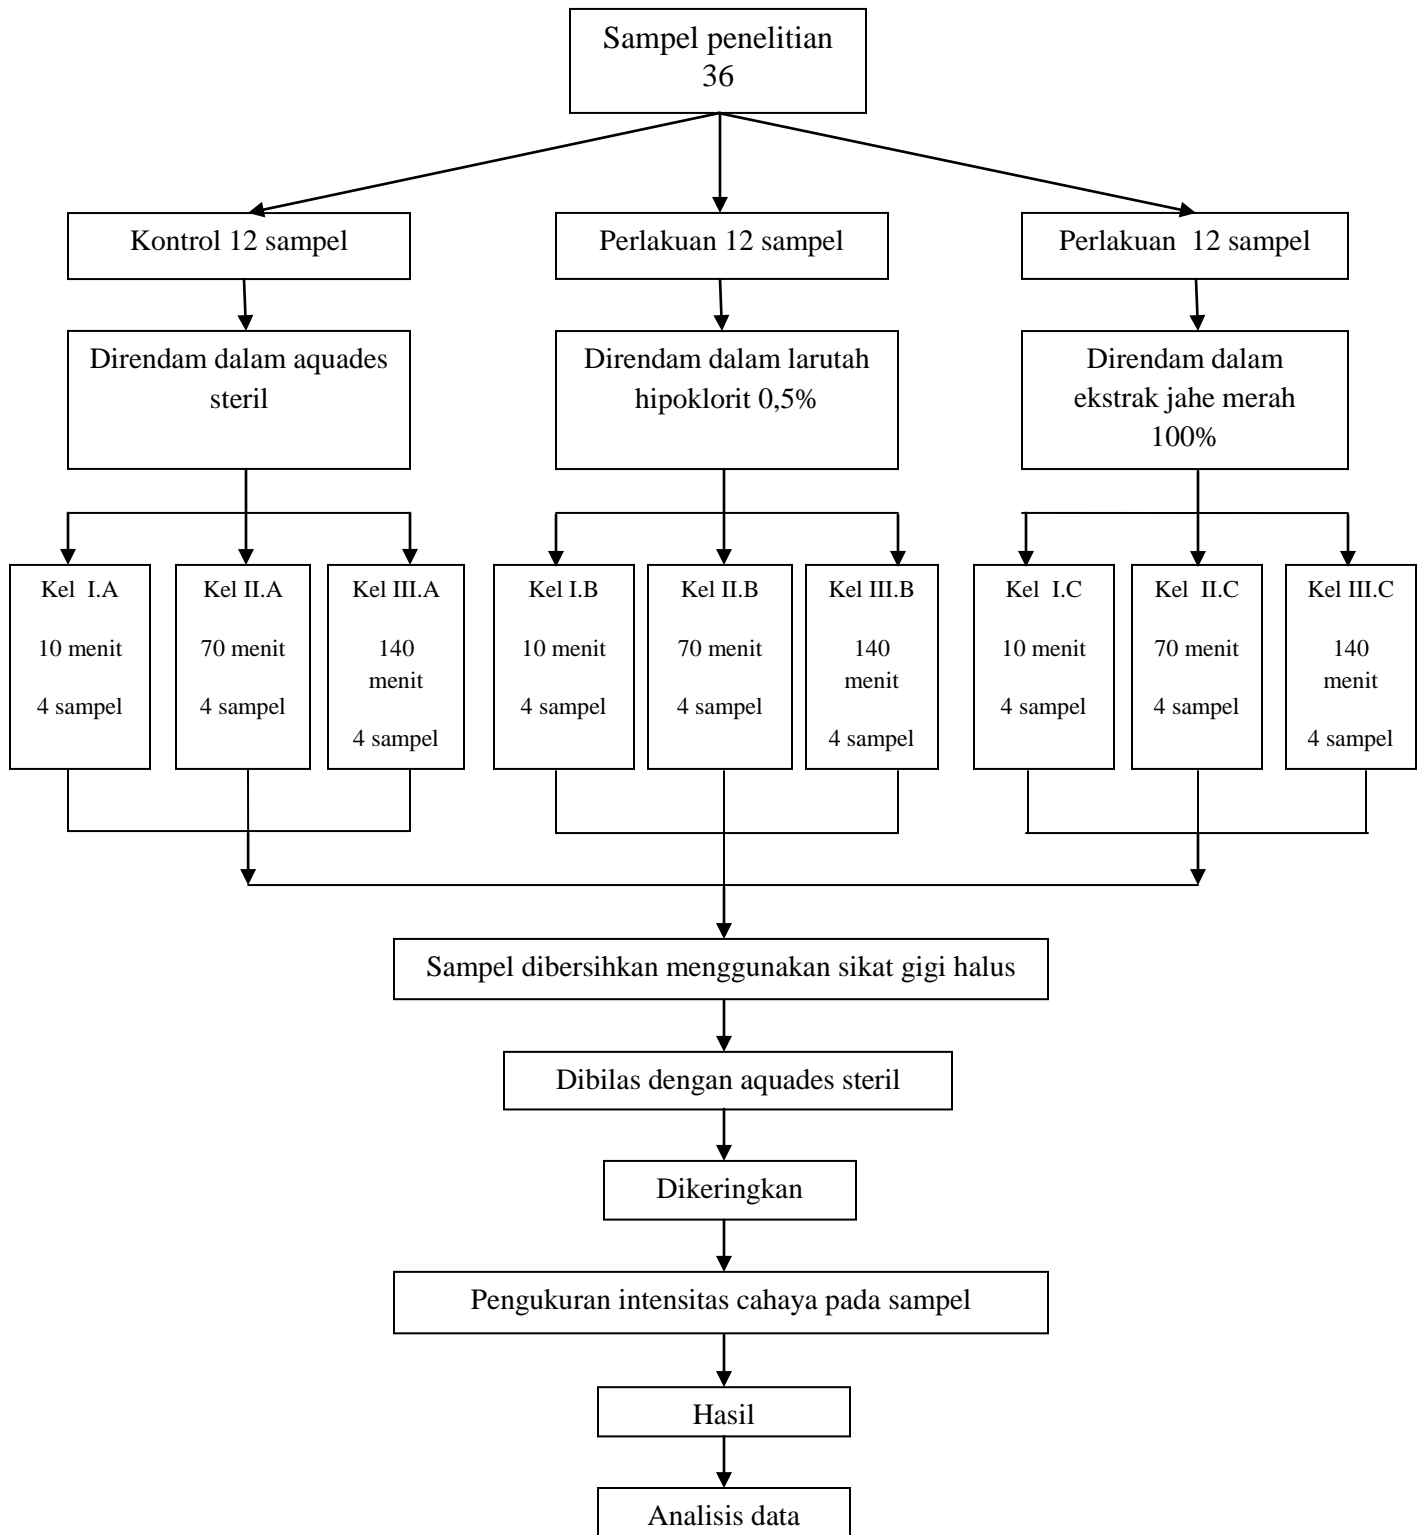 Sampel penelitian
36
Kontrol 12 sampel
Perlakuan 12 sampel
Perlakuan  12 sampel
Direndam dalam aquades
steril
Direndam dalam larutah
hipoklorit 0,5%
Direndam dalam
ekstrak jahe merah
100%
Kel  I.A
10 menit
4 sampel
Kel II.A
70 menit
4 sampel
Kel III.A
140
menit
4 sampel
Kel I.B
10 menit
4 sampel
Kel II.B
70 menit
4 sampel
Kel III.B
140
menit
4 sampel
Kel  I.C
10 menit
4 sampel
Kel  II.C
70 menit
4 sampel
Kel III.C
140
menit
4 sampel
Sampel dibersihkan menggunakan sikat gigi halus
Dibilas dengan aquades steril
Dikeringkan
Pengukuran intensitas cahaya pada sampel
Hasil
Analisis data